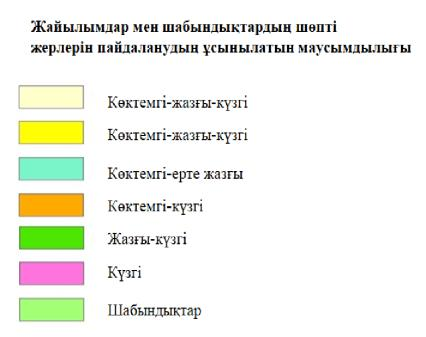 Жайылымдар мен шабындықтардың шөпті
жерлерін пайдаланудың ұсынылатын маусымдылығы
Көктемгі-жазғы-күзгі
Көктемгі-жазғы-күзгі
Көктемгі-ерте жазғы
Көктемгі-күзгі
Жазғы-күзгі
Күзгі
Шабындықтар